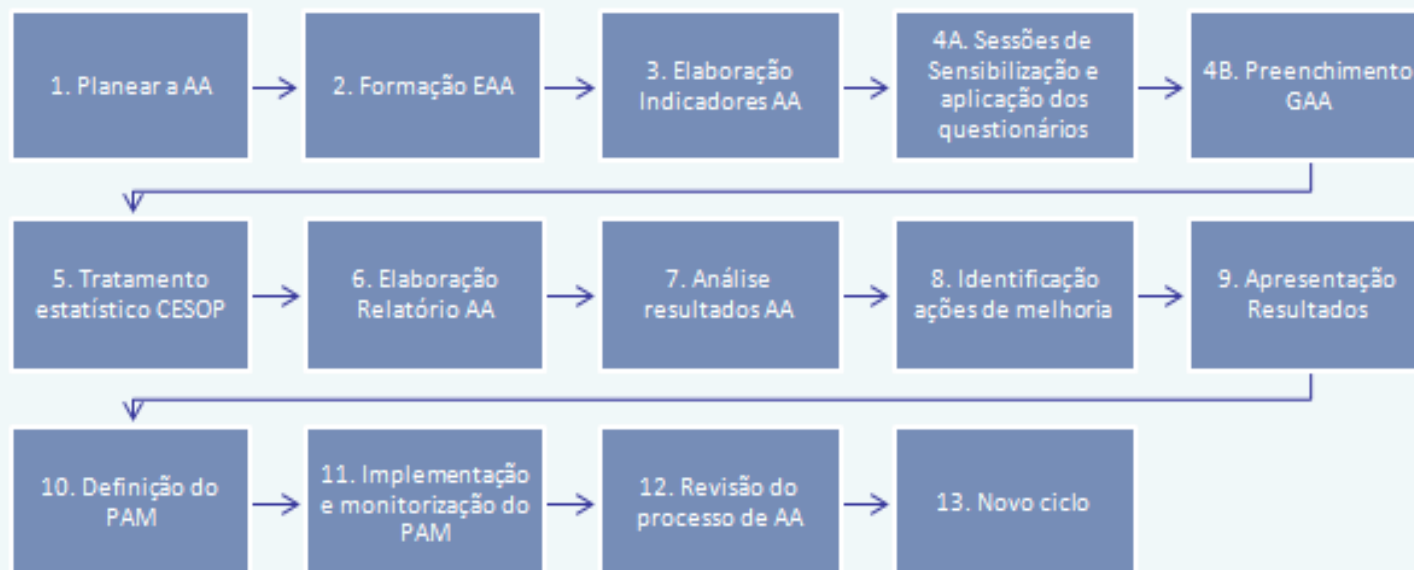 1. Planear a AA
2. Formação EAA
3. Elaboração
Indicadores AA
4A. Sessões de
Sensibilização e
aplicação dos
questionários
4B. Preenchimento
GAA
5. Tratamento
estatístico CESOP
6. Elaboração
Relatório AA
7. Análise
resultados AA
8. Identificação
ações de melhoria
9. Apresentação
Resultados
10. Definição do
PAM
11. Implementação
e monitorização do
PAM
12. Revisão do
processo de AA
13. Novo ciclo